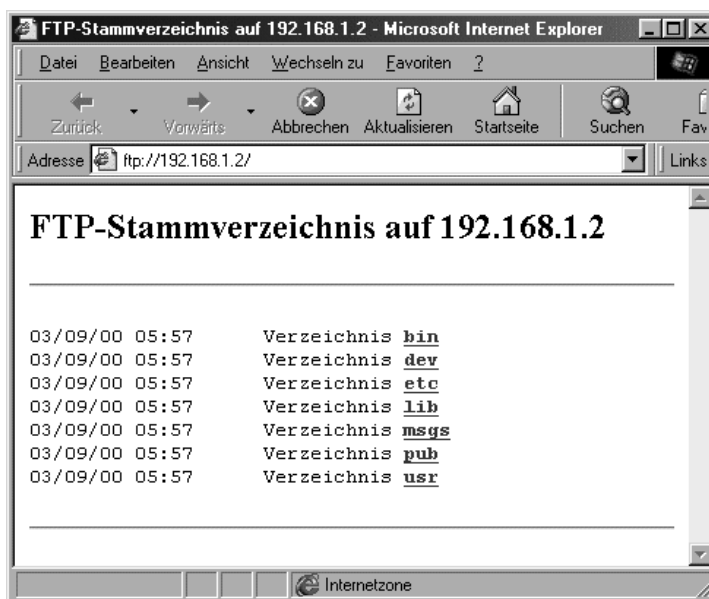 FTP-Stammverzeichnis auf 192.168.1.2 - Microsoft Internet Explorer
Datei Bearbeiten Ansicht Wechseln zu Favoriten ?
Zurück Vorwärts Abbrechen Aktualisieren Startseite Suchen Fav
Adresse ftp://192.168.1.2/ Links
FTP-Stammverzeichnis auf 192.168.1.2
03/09/00 05:57 Verzeichnis bin
03/09/00 05:57 Verzeichnis dev
03/09/00 05:57 Verzeichnis etc
03/09/00 05:57 Verzeichnis lib
03/09/00 05:57 Verzeichnis msgs
03/09/00 05:57 Verzeichnis pub
03/09/00 05:57 Verzeichnis usr
Internetzone